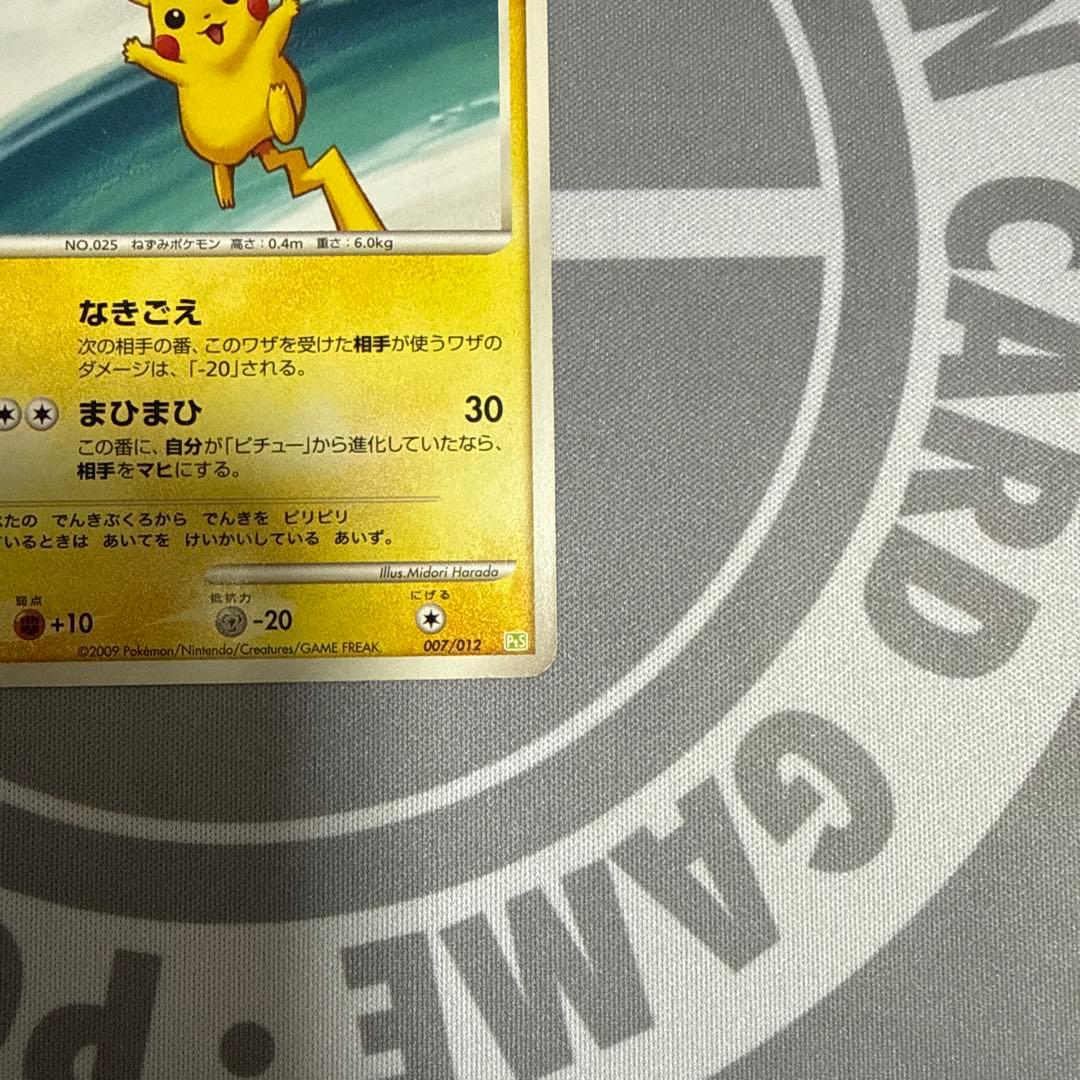 NO.025 ねずみポケモン 高さ:0.4m 重さ:6.0kg
なきごえ
次の相手の番、このワザを受けた相手が使うワザの
ダメージは、「-20」される。
まひまひ 30
この番に、自分が「ピチュー」から進化していたなら、
相手をマヒにする。
たの でんきぶくろから でんきを ピリピリ
いるときは あいてを けいかいしている あいず。
Illus.Midori Harada
弱点 抵抗力 にげる
+10 -20
©2009 Pokémon/Nintendo/Creatures/GAME FREAK. 007/012 PtS
N CARD GAME • P